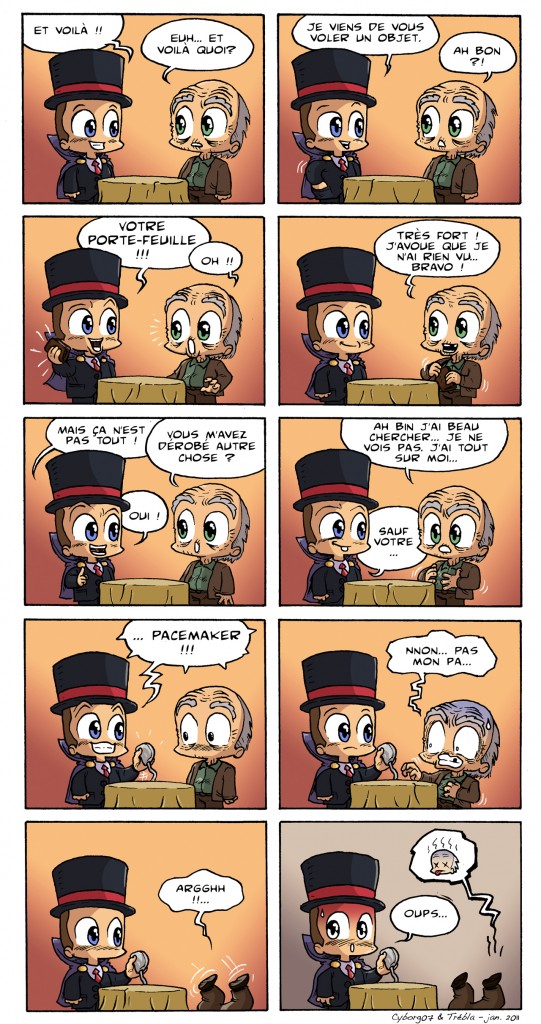 ET VOILÀ !!
EUH... ET
VOILÀ QUOI?
JE VIENS DE VOUS
VOLER UN OBJET.
AH BON
?!
VOTRE
PORTE-FEUILLE
!!!
OH !!
TRÈS FORT !
J'AVOUE QUE JE
N'AI RIEN VU...
BRAVO !
MAIS ÇA N'EST
PAS TOUT !
VOUS M'AVEZ
DÉROBÉ AUTRE
CHOSE ?
OUI !
AH BIN J'AI BEAU
CHERCHER... JE NE
VOIS PAS, J'AI TOUT
SUR MOI...
SAUF
VOTRE
...
... PACEMAKER
!!!
NNON... PAS
MON PA...
ARGGHH
!!...
OUPS...
Cyborg07 & Trébla - jan. 2011